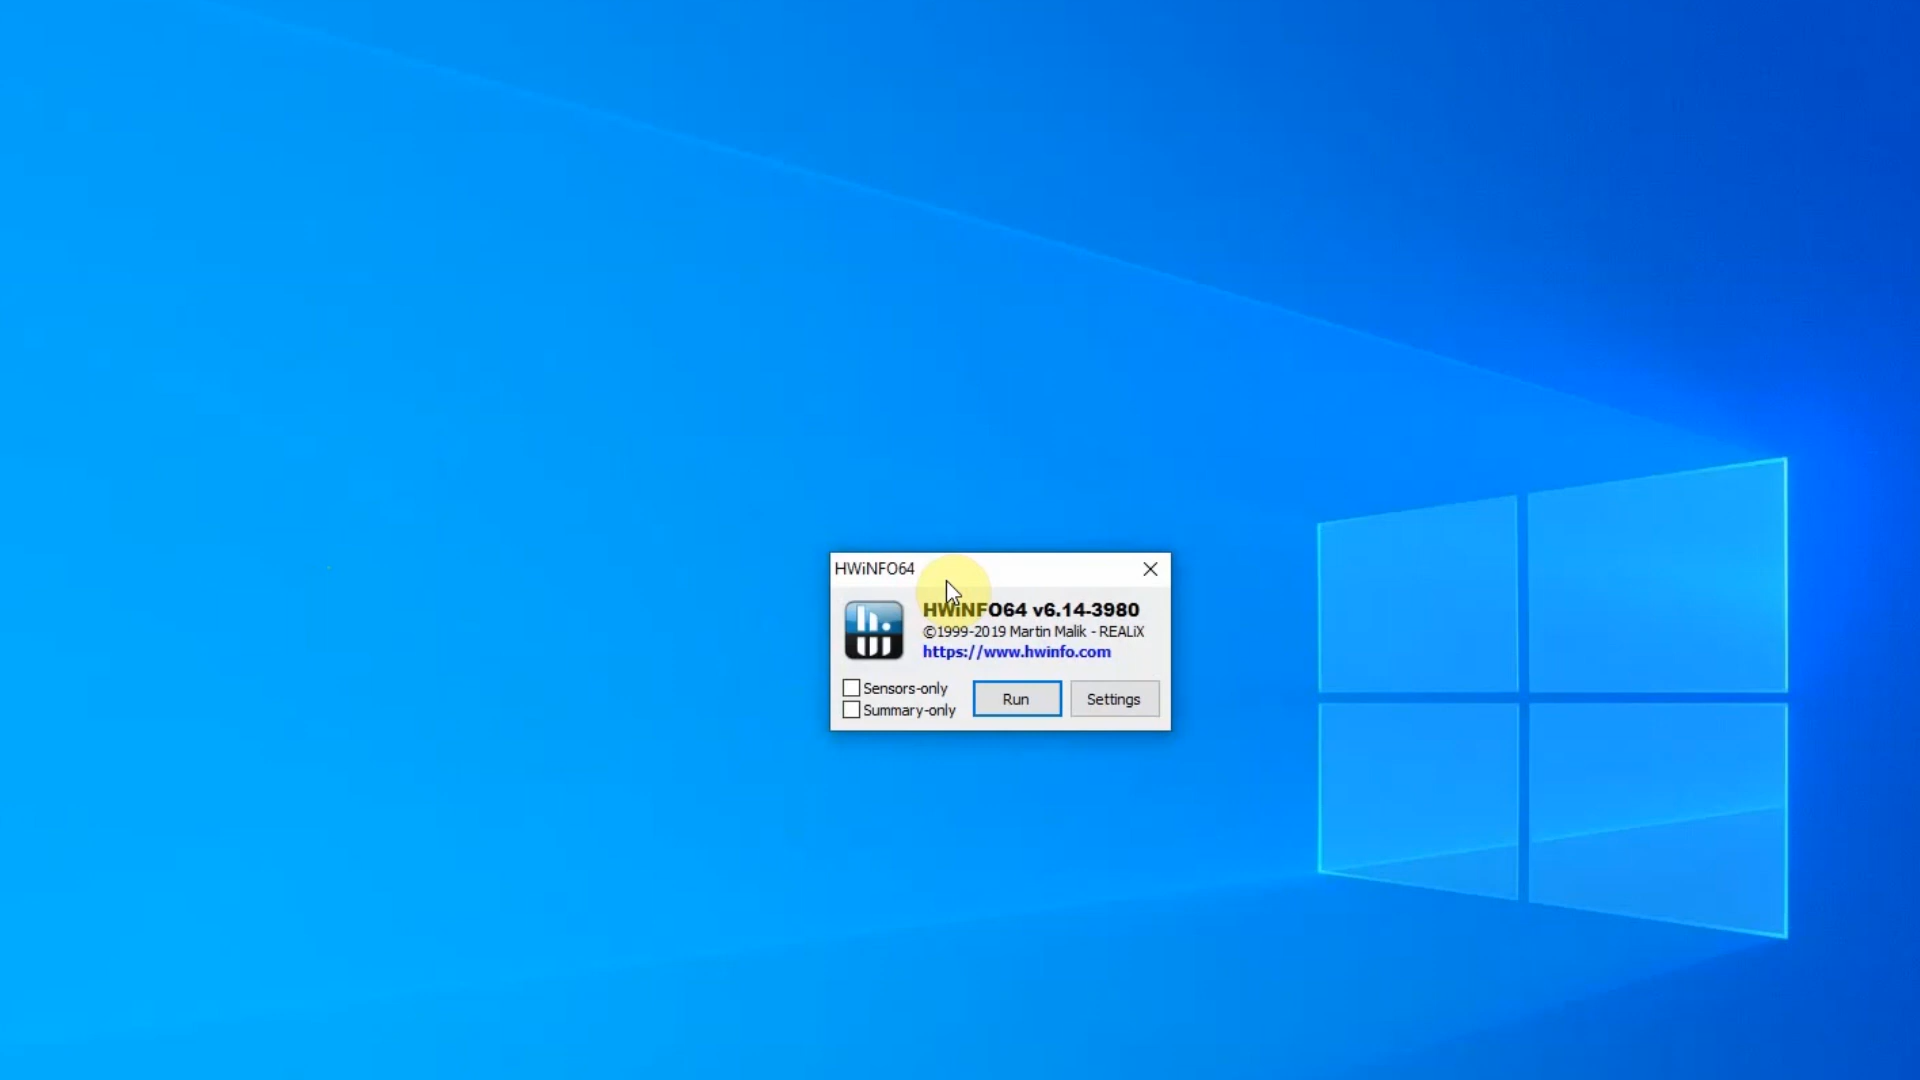 HWiNFO64
HWiNFO64 v6.14-3980
©1999-2019 Martin Malik - REALiX
https://www.hwinfo.com
Sensors-only
Summary-only
Run
Settings